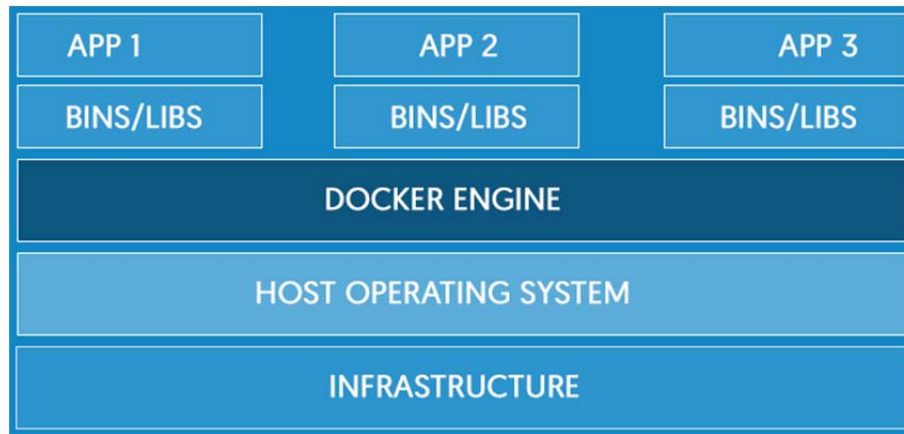 APP 1 APP 2 APP 3
BINS/LIBS BINS/LIBS BINS/LIBS
DOCKER ENGINE
HOST OPERATING SYSTEM
INFRASTRUCTURE